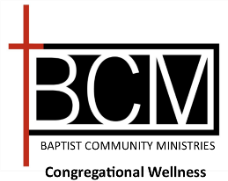 BCM
BAPTIST COMMUNITY MINISTRIES
Congregational Wellness